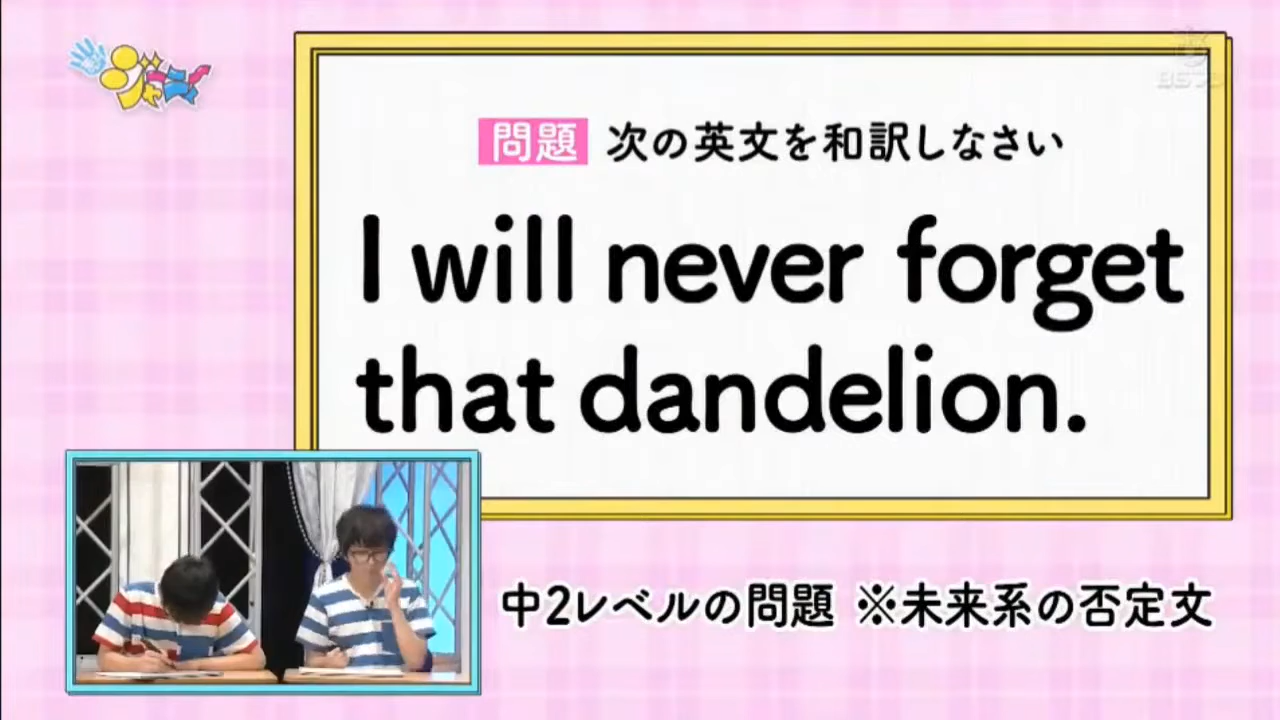 ジャニィ
問題 次の英文を和訳しなさい
I will never forget
that dandelion.
中2レベルの問題 ※未来系の否定文